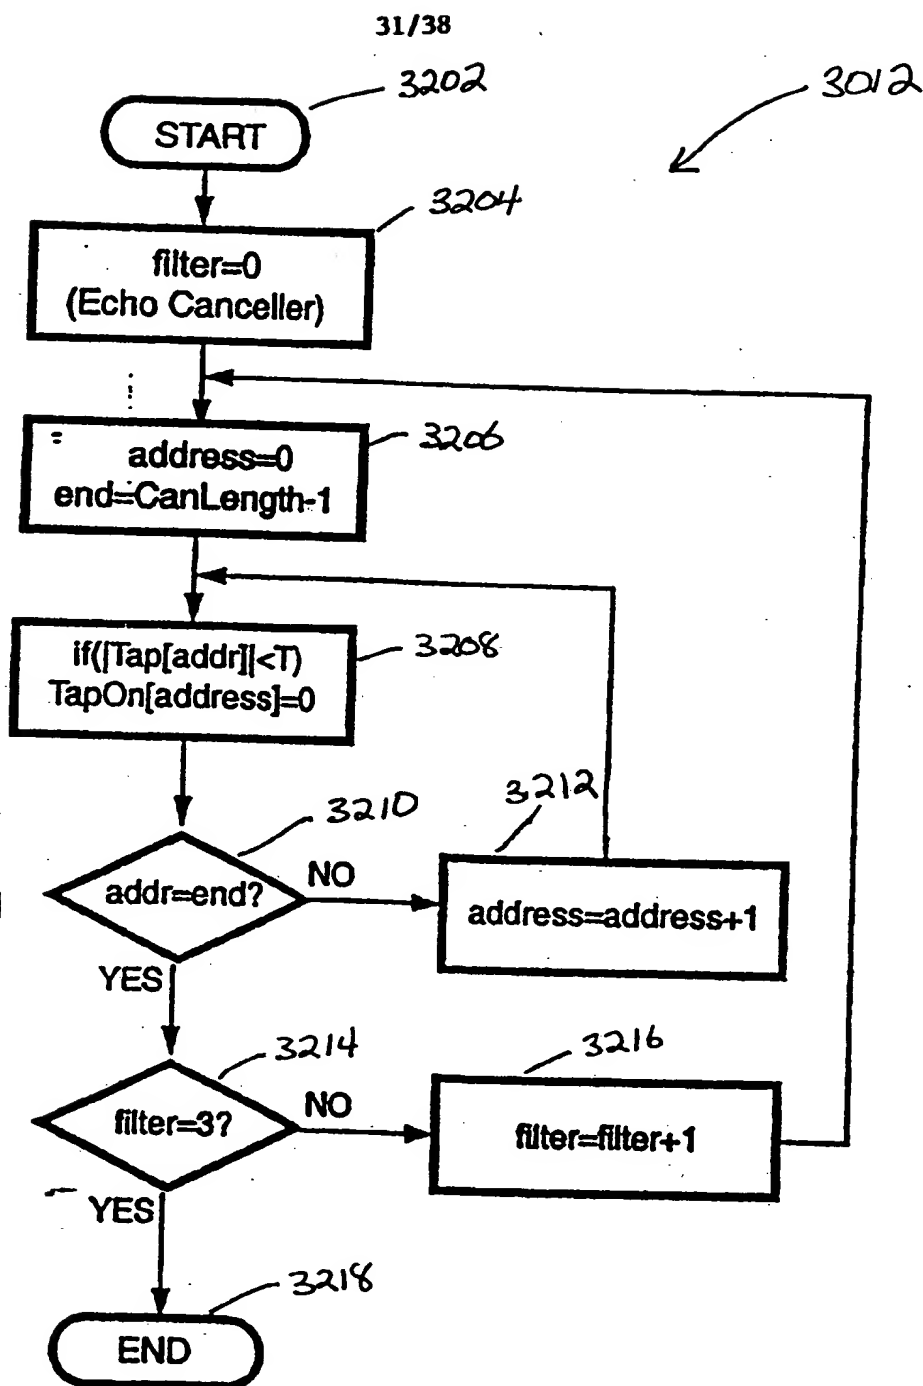 31/38
3202
3012
START
3204
filter=0
(Echo Canceller)
3206
address=0
end=CanLength-1
3208
if(|Tap[addr]|<T)
TapOn[address]=0
3210
3212
addr=end?
NO
address=address+1
YES
3214
3216
filter=3?
NO
filter=filter+1
YES
3218
END